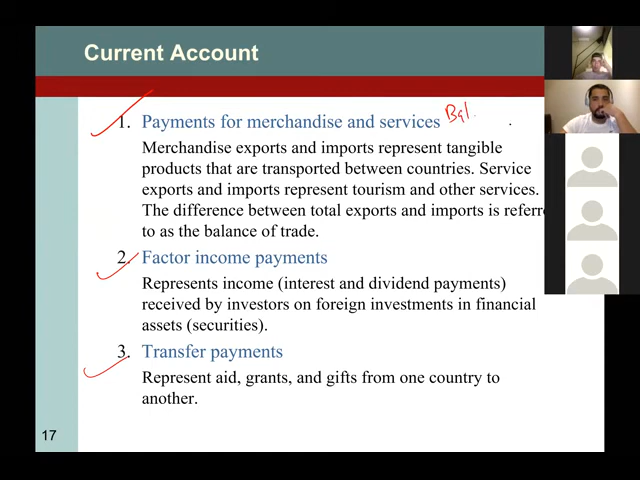 Current Account
1. Payments for merchandise and services Bal.
Merchandise exports and imports represent tangible
products that are transported between countries. Service
exports and imports represent tourism and other services.
The difference between total exports and imports is referre
to as the balance of trade.
2. Factor income payments
Represents income (interest and dividend payments)
received by investors on foreign investments in financial
assets (securities).
3. Transfer payments
Represent aid, grants, and gifts from one country to
another.
17